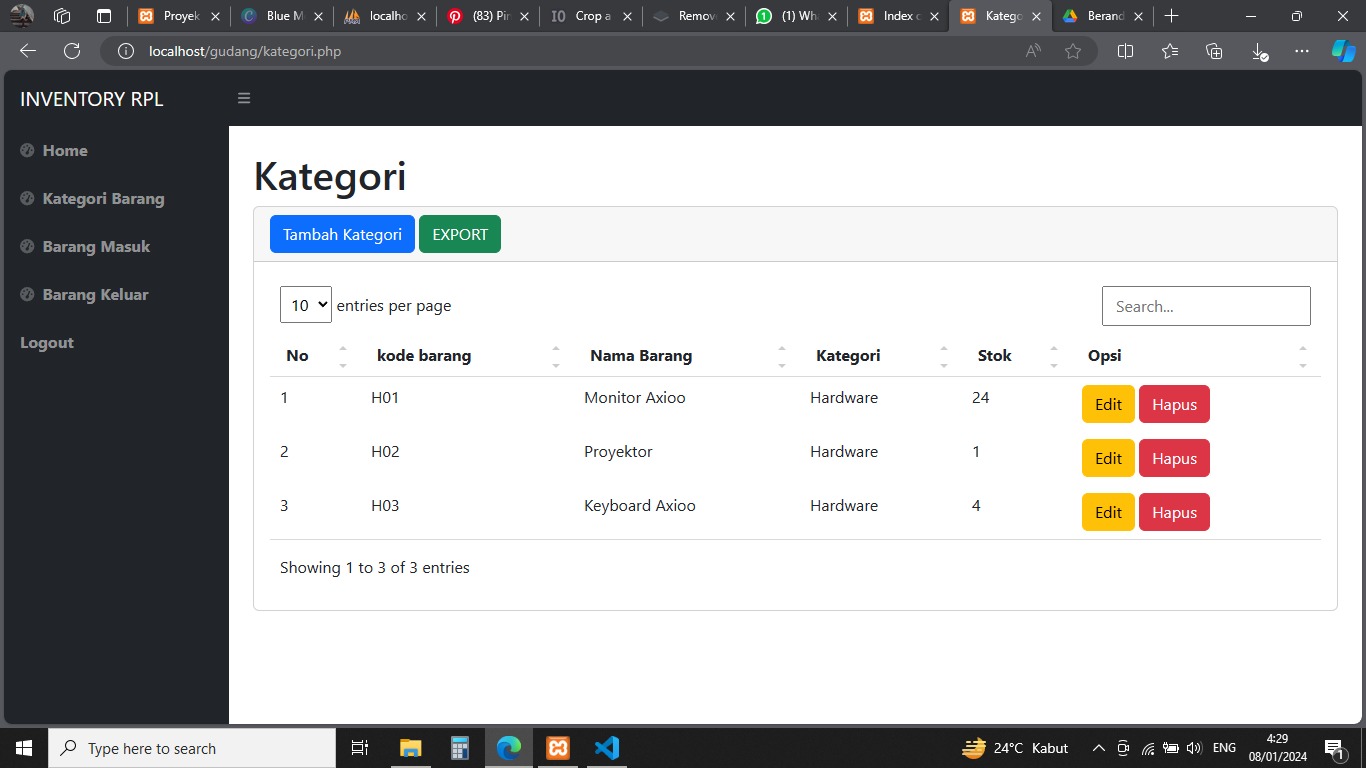 Proyek
Blue M
localho
(83) Pin
Crop a
Remov
(1) Wh
Index c
Katego
Berand
localhost/gudang/kategori.php
INVENTORY RPL
Home
Kategori Barang
Barang Masuk
Barang Keluar
Logout
Kategori
Tambah Kategori EXPORT
10 entries per page Search...
No kode barang Nama Barang Kategori Stok Opsi
1 H01 Monitor Axioo Hardware 24 Edit Hapus
2 H02 Proyektor Hardware 1 Edit Hapus
3 H03 Keyboard Axioo Hardware 4 Edit Hapus
Showing 1 to 3 of 3 entries
Type here to search
24°C Kabut
ENG
4:29
08/01/2024
1